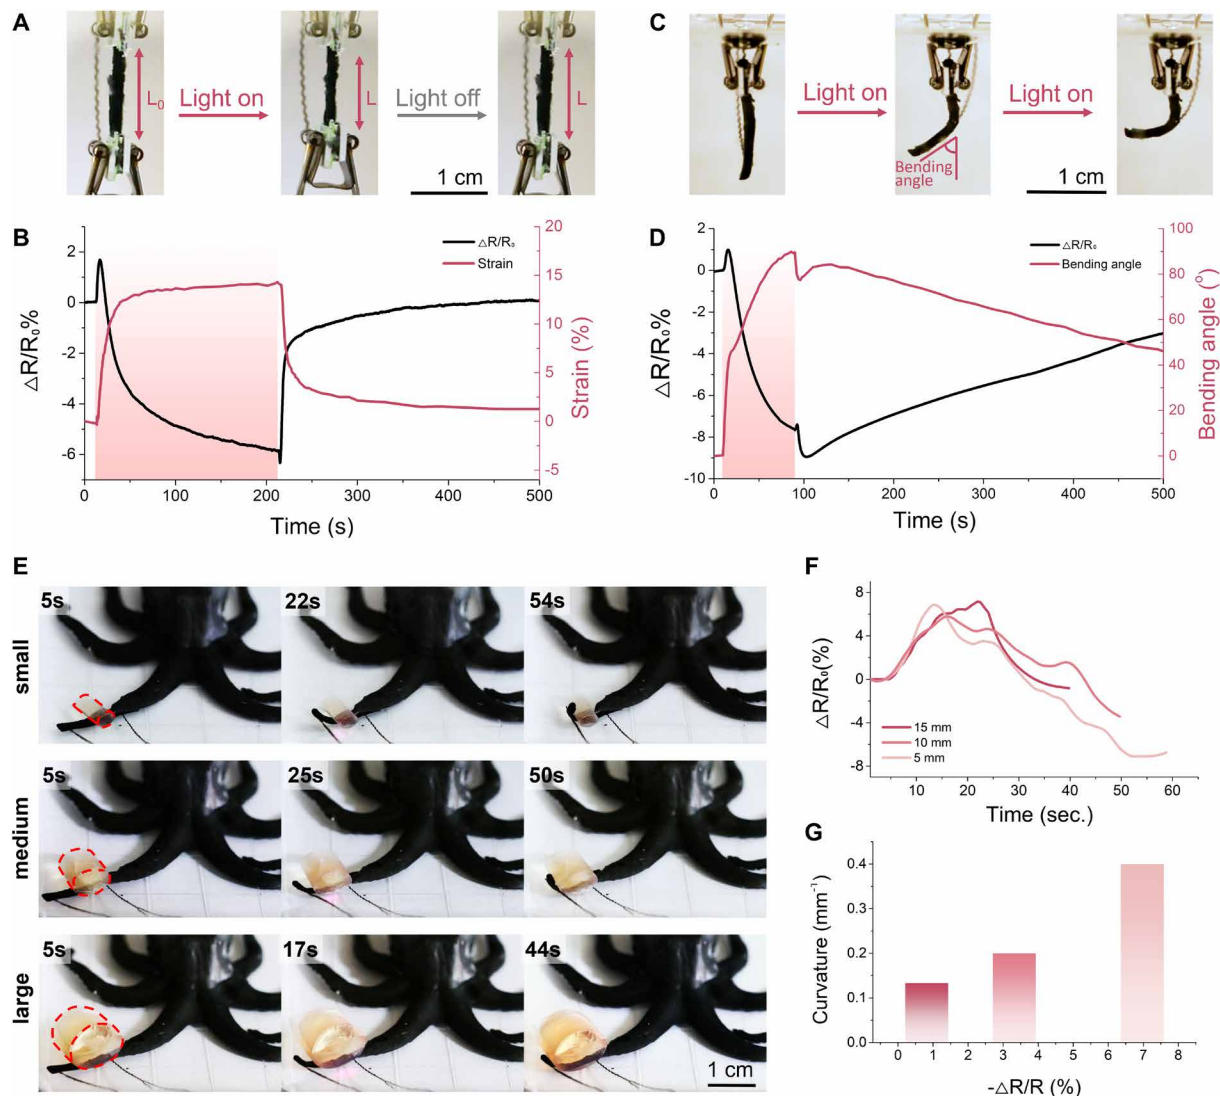 A
L₀
Light on
L
Light off
L
1 cm
C
Light on
Light on
Bending
angle
1 cm
B
△R/R₀%
2
0
-2
-4
-6
△R/R₀
Strain
20
15
10
5
0
-5
Strain (%)
0
100
200
300
400
500
Time (s)
D
△R/R₀%
2
0
-2
-4
-6
-8
-10
△R/R₀
Bending angle
100
80
60
40
20
0
Bending angle (°)
0
100
200
300
400
500
Time (s)
E
small
5s
22s
54s
medium
5s
25s
50s
large
5s
17s
44s
1 cm
F
△R/R₀(%)
8
4
0
-4
-8
15 mm
10 mm
5 mm
10
20
30
40
50
60
Time (sec.)
G
Curvature (mm⁻¹)
0.4
0.3
0.2
0.1
0.0
0
1
2
3
4
5
6
7
8
-△R/R (%)